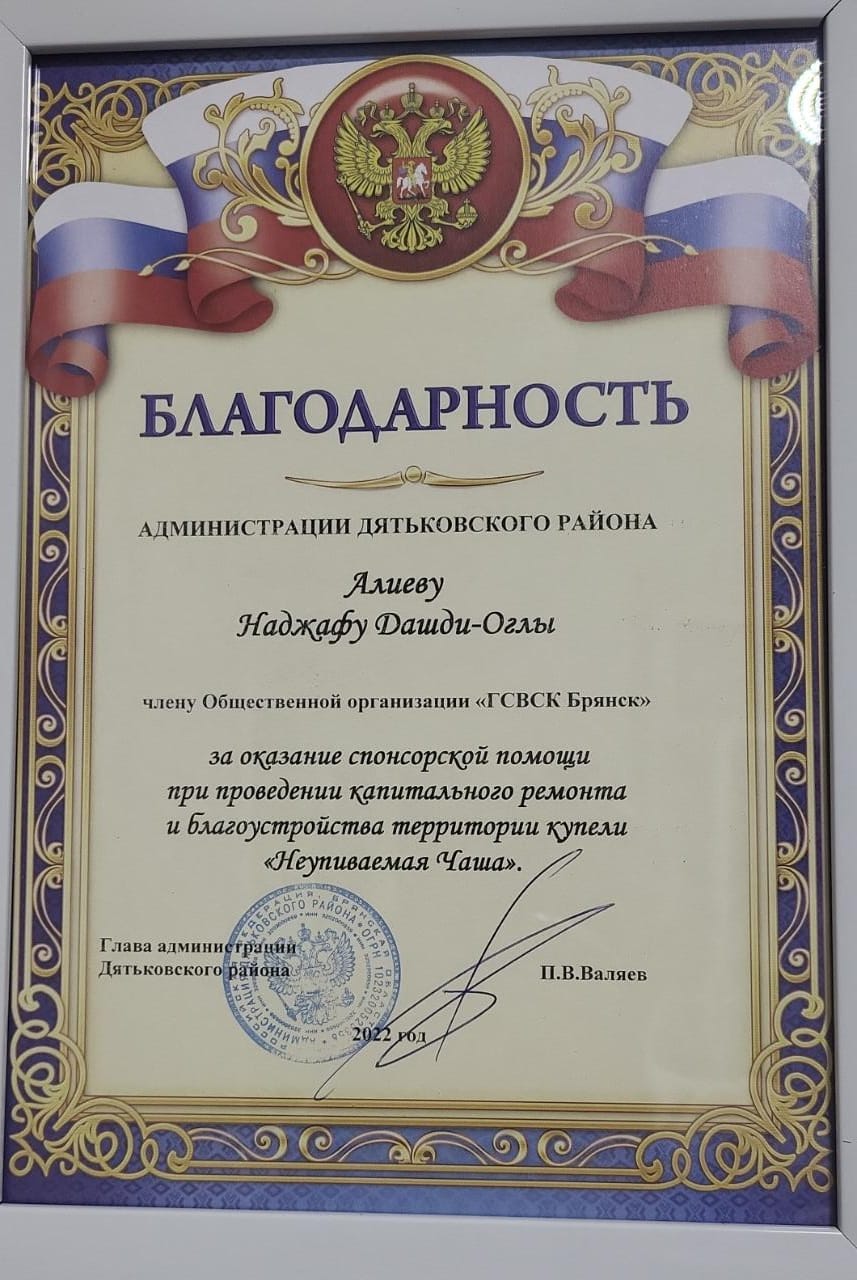 БЛАГОДАРНОСТЬ
АДМИНИСТРАЦИИ ДЯТЬКОВСКОГО РАЙОНА
Алиеву
Наджафу Дашди-Оглы
члену Общественной организации «ГСВСК Брянск»
за оказание спонсорской помощи
при проведении капитального ремонта
и благоустройства территории купели
«Неупиваемая Чаша».
Глава администрации
Дятьковского района
П.В.Валяев
2022 год